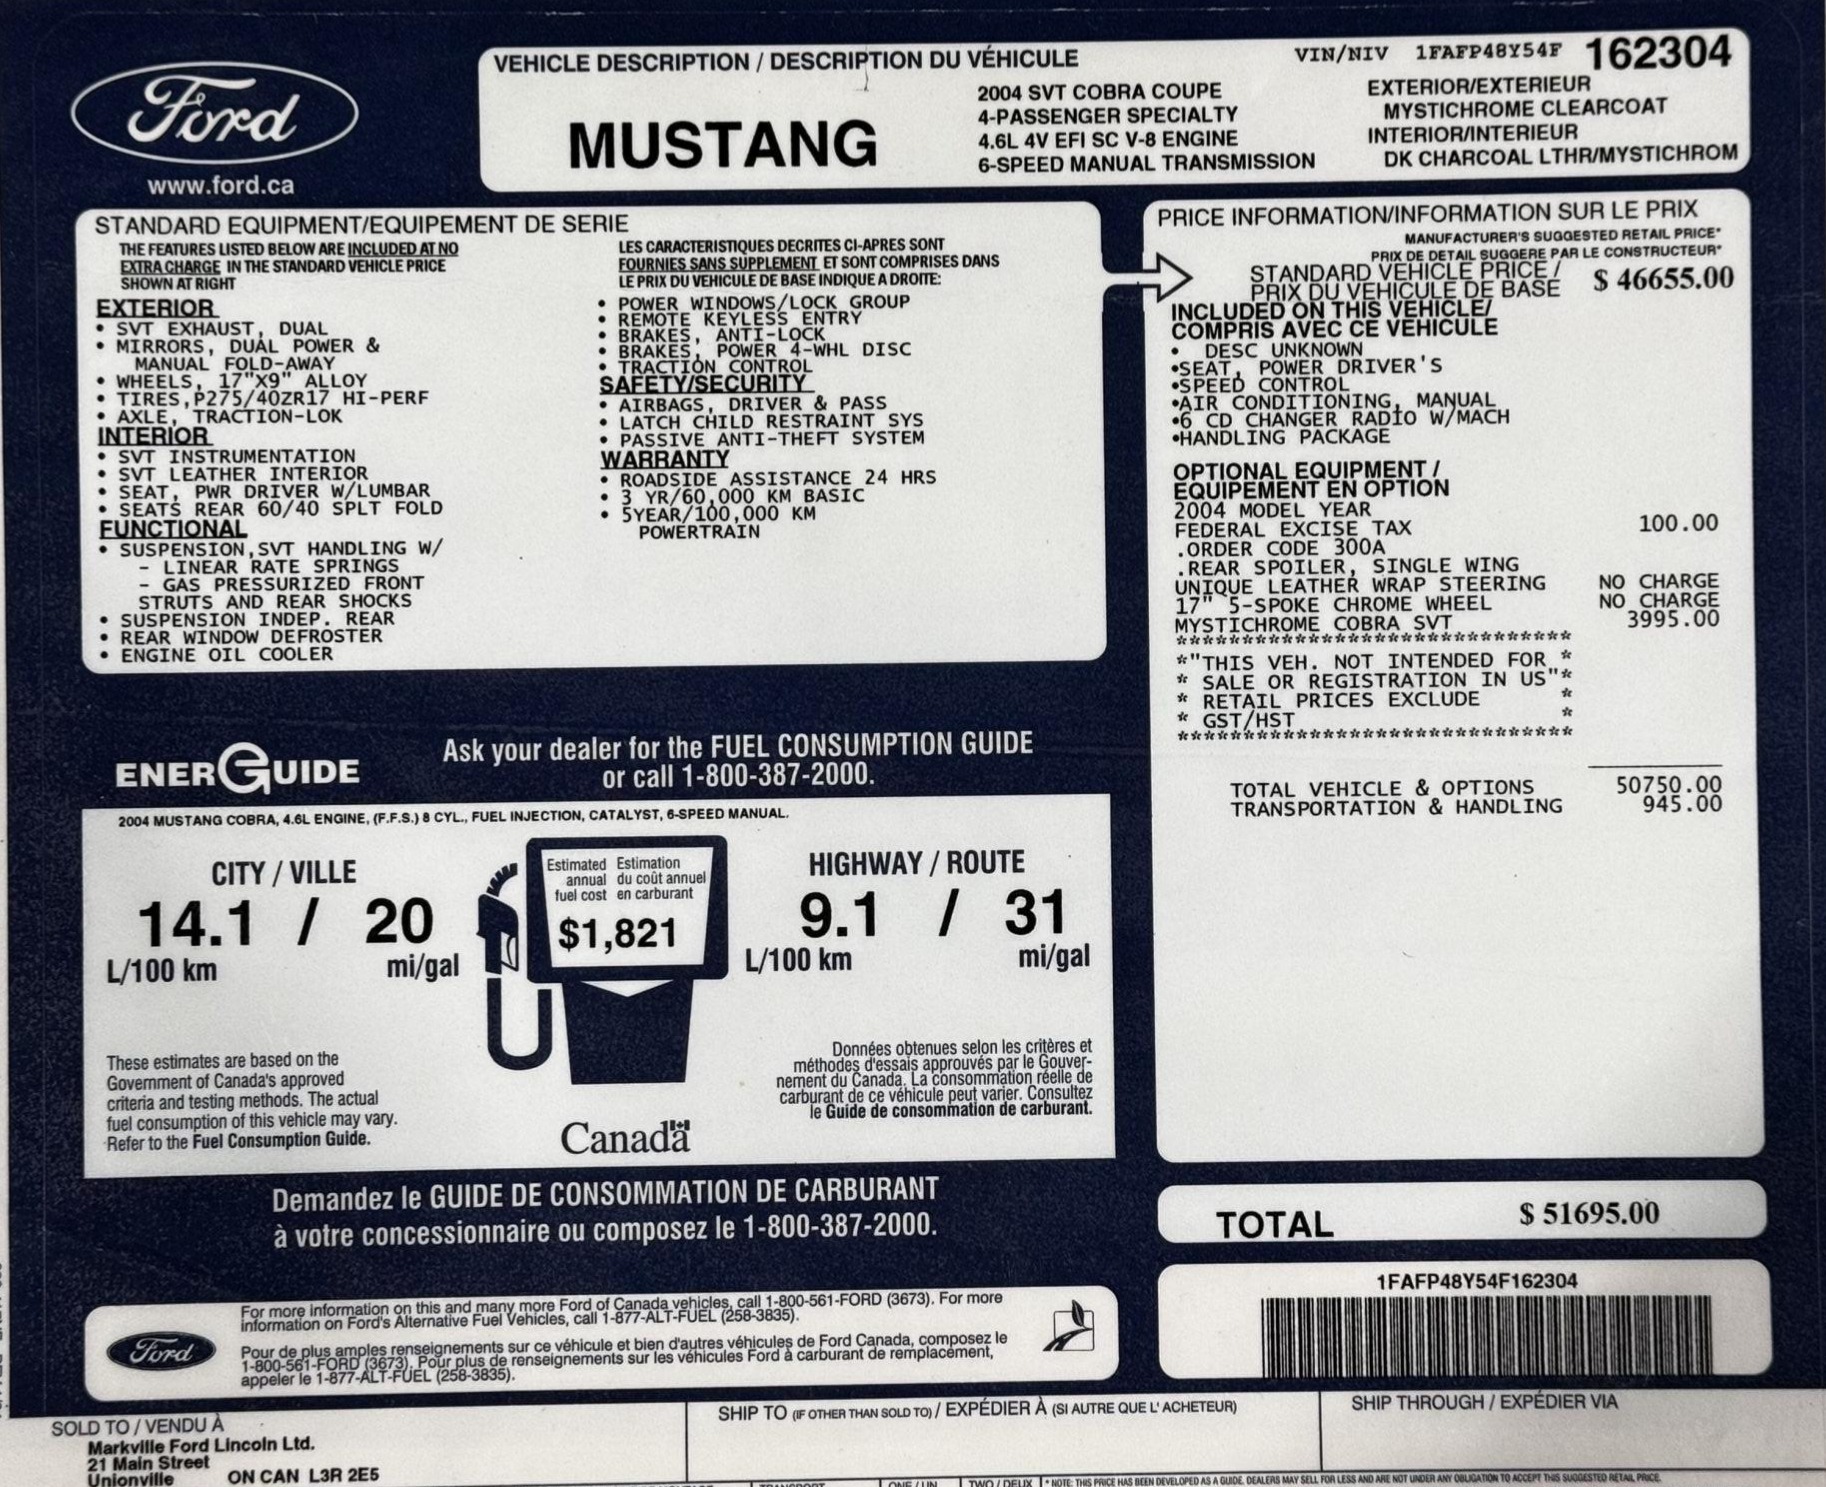 Ford
www.ford.ca
VEHICLE DESCRIPTION / DESCRIPTION DU VÉHICULE
MUSTANG
2004 SVT COBRA COUPE
4-PASSENGER SPECIALTY
4.6L 4V EFI SC V-8 ENGINE
6-SPEED MANUAL TRANSMISSION
VIN/NIV 1FAFP48Y54F 162304
EXTERIOR/EXTERIEUR
MYSTICHROME CLEARCOAT
INTERIOR/INTERIEUR
DK CHARCOAL LTHR/MYSTICHROM
STANDARD EQUIPMENT/EQUIPEMENT DE SERIE
THE FEATURES LISTED BELOW ARE INCLUDED AT NO
EXTRA CHARGE IN THE STANDARD VEHICLE PRICE
SHOWN AT RIGHT
EXTERIOR
• SVT EXHAUST, DUAL
• MIRRORS, DUAL POWER &
MANUAL FOLD-AWAY
• WHEELS, 17"X9" ALLOY
• TIRES,P275/40ZR17 HI-PERF
• AXLE, TRACTION-LOK
INTERIOR
• SVT INSTRUMENTATION
• SVT LEATHER INTERIOR
• SEAT, PWR DRIVER W/LUMBAR
• SEATS REAR 60/40 SPLT FOLD
FUNCTIONAL
• SUSPENSION,SVT HANDLING W/
- LINEAR RATE SPRINGS
- GAS PRESSURIZED FRONT
STRUTS AND REAR SHOCKS
• SUSPENSION INDEP. REAR
• REAR WINDOW DEFROSTER
• ENGINE OIL COOLER
LES CARACTERISTIQUES DECRITES CI-APRES SONT
FOURNIES SANS SUPPLEMENT ET SONT COMPRISES DANS
LE PRIX DU VEHICULE DE BASE INDIQUE A DROITE:
• POWER WINDOWS/LOCK GROUP
• REMOTE KEYLESS ENTRY
• BRAKES, ANTI-LOCK
• BRAKES, POWER 4-WHL DISC
• TRACTION CONTROL
SAFETY/SECURITY
• AIRBAGS, DRIVER & PASS
• LATCH CHILD RESTRAINT SYS
• PASSIVE ANTI-THEFT SYSTEM
WARRANTY
• ROADSIDE ASSISTANCE 24 HRS
• 3 YR/60,000 KM BASIC
• 5YEAR/100,000 KM
POWERTRAIN
PRICE INFORMATION/INFORMATION SUR LE PRIX
MANUFACTURER'S SUGGESTED RETAIL PRICE*
PRIX DE DETAIL SUGGERE PAR LE CONSTRUCTEUR*
STANDARD VEHICLE PRICE /
PRIX DU VEHICULE DE BASE $ 46655.00
INCLUDED ON THIS VEHICLE/
COMPRIS AVEC CE VEHICULE
• DESC UNKNOWN
•SEAT, POWER DRIVER'S
•SPEED CONTROL
•AIR CONDITIONING, MANUAL
•6 CD CHANGER RADIO W/MACH
•HANDLING PACKAGE
OPTIONAL EQUIPMENT /
EQUIPEMENT EN OPTION
2004 MODEL YEAR
FEDERAL EXCISE TAX 100.00
.ORDER CODE 300A
.REAR SPOILER, SINGLE WING
UNIQUE LEATHER WRAP STEERING NO CHARGE
17" 5-SPOKE CHROME WHEEL NO CHARGE
MYSTICHROME COBRA SVT 3995.00
******************************
*"THIS VEH. NOT INTENDED FOR *
* SALE OR REGISTRATION IN US"*
* RETAIL PRICES EXCLUDE *
* GST/HST *
******************************
TOTAL VEHICLE & OPTIONS 50750.00
TRANSPORTATION & HANDLING 945.00
ENERGUIDE
Ask your dealer for the FUEL CONSUMPTION GUIDE
or call 1-800-387-2000.
2004 MUSTANG COBRA, 4.6L ENGINE, (F.F.S.) 8 CYL., FUEL INJECTION, CATALYST, 6-SPEED MANUAL.
CITY / VILLE
14.1 / 20
L/100 km mi/gal
Estimated annual fuel cost
Estimation du coût annuel en carburant
$1,821
HIGHWAY / ROUTE
9.1 / 31
L/100 km mi/gal
These estimates are based on the
Government of Canada's approved
criteria and testing methods. The actual
fuel consumption of this vehicle may vary.
Refer to the Fuel Consumption Guide.
Canada
Données obtenues selon les critères et
méthodes d'essais approuvés par le Gouver-
nement du Canada. La consommation réelle de
carburant de ce véhicule peut varier. Consultez
le Guide de consommation de carburant.
Demandez le GUIDE DE CONSOMMATION DE CARBURANT
à votre concessionnaire ou composez le 1-800-387-2000.
TOTAL $ 51695.00
1FAFP48Y54F162304
Ford
For more information on this and many more Ford of Canada vehicles, call 1-800-561-FORD (3673). For more
information on Ford's Alternative Fuel Vehicles, call 1-877-ALT-FUEL (258-3835).
Pour de plus amples renseignements sur ce véhicule et bien d'autres véhicules de Ford Canada, composez le
1-800-561-FORD (3673). Pour plus de renseignements sur les véhicules Ford à carburant de remplacement,
appeler le 1-877-ALT-FUEL (258-3835).
SOLD TO / VENDU À
Markville Ford Lincoln Ltd.
21 Main Street
Unionville ON CAN L3R 2E5
SHIP TO (IF OTHER THAN SOLD TO) / EXPÉDIER À (SI AUTRE QUE L' ACHETEUR)
SHIP THROUGH / EXPÉDIER VIA
ONE / UN
TWO / DEUX
* NOTE: THIS PRICE HAS BEEN DEVELOPED AS A GUIDE. DEALERS MAY SELL FOR LESS AND ARE NOT UNDER ANY OBLIGATION TO ACCEPT THIS SUGGESTED RETAIL PRICE.